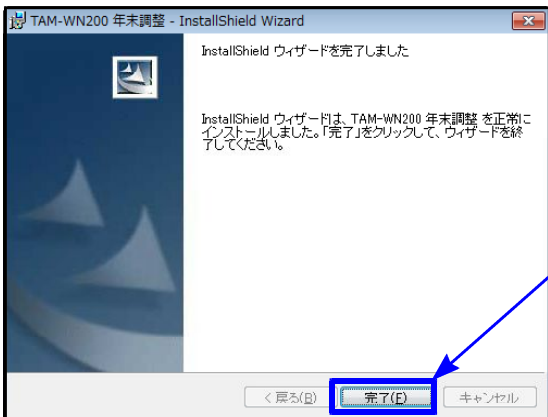 TAM-WN200 年末調整 - InstallShield Wizard
InstallShield ウィザードを完了しました
InstallShield ウィザードは、TAM-WN200 年末調整 を正常に
インストールしました。「完了」をクリックして、ウィザードを終
了してください。
< 戻る(B) 完了(F) キャンセル